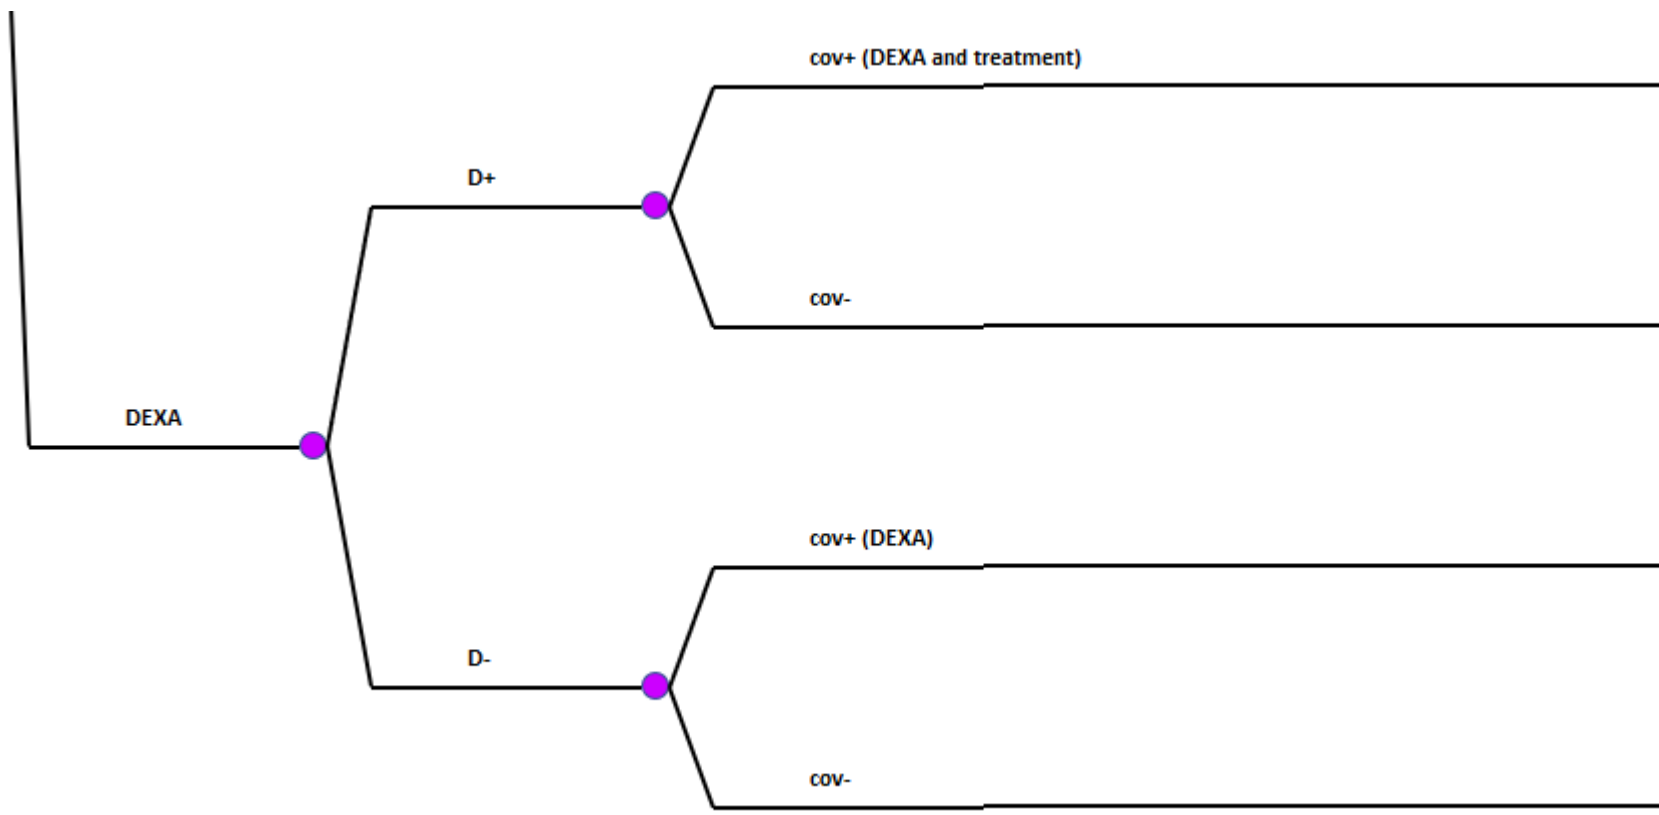 cov+ (DEXA and treatment)
D+
cov-
DEXA
cov+ (DEXA)
D-
cov-